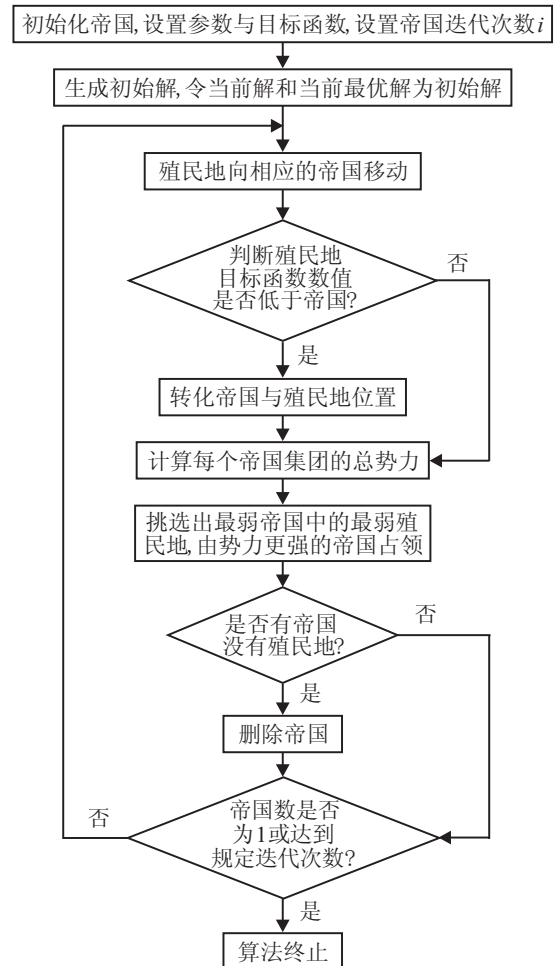 初始化帝国,设置参数与目标函数,设置帝国迭代次数i
生成初始解,令当前解和当前最优解为初始解
殖民地向相应的帝国移动
判断殖民地
目标函数数值
是否低于帝国?
否
是
转化帝国与殖民地位置
计算每个帝国集团的总势力
挑选出最弱帝国中的最弱殖
民地,由势力更强的帝国占领
是否有帝国
没有殖民地?
否
是
删除帝国
帝国数是否
为1或达到
规定迭代次数?
否
是
算法终止